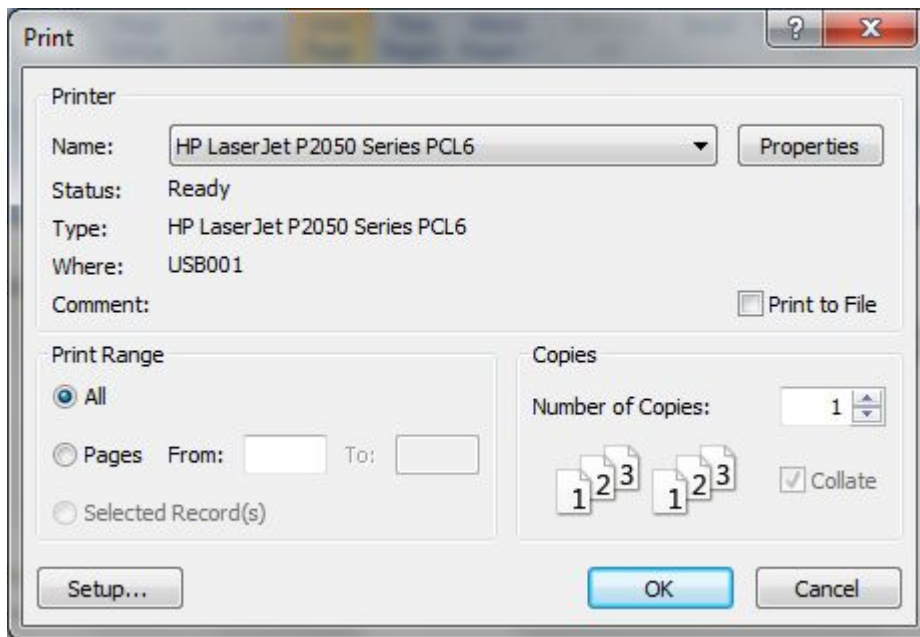 Print
Printer
Name: HP LaserJet P2050 Series PCL6 Properties
Status: Ready
Type: HP LaserJet P2050 Series PCL6
Where: USB001
Comment: Print to File
Print Range
All
Pages From: To:
Selected Record(s)
Copies
Number of Copies: 1
1 2 3 1 2 3
Collate
Setup... OK Cancel